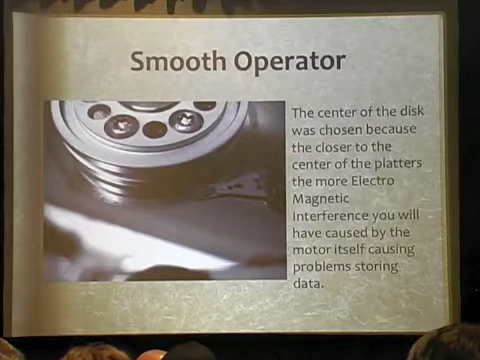 Smooth Operator
The center of the disk
was chosen because
the closer to the
center of the platters
the more Electro
Magnetic
Interference you will
have caused by the
motor itself causing
problems storing
data.